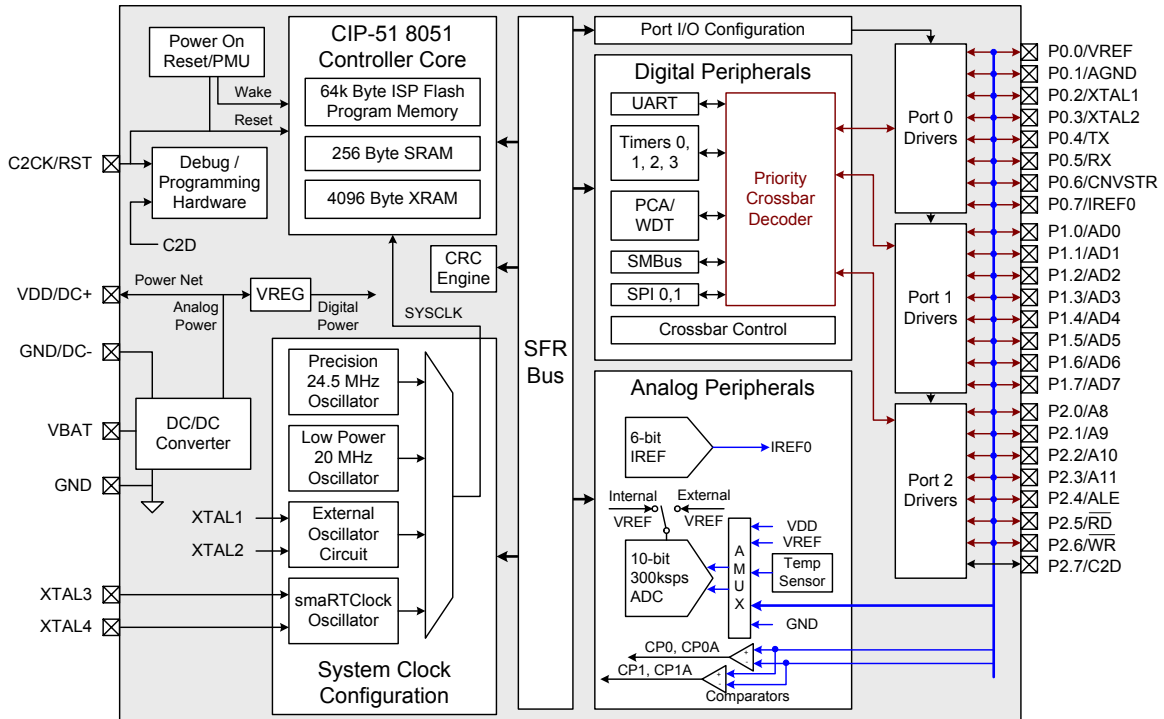 Power On
Reset/PMU
Wake
Reset
C2CK/RST
Debug /
Programming
Hardware
C2D
CIP-51 8051
Controller Core
64k Byte ISP Flash
Program Memory
256 Byte SRAM
4096 Byte XRAM
CRC
Engine
VDD/DC+
Power Net
VREG
Analog
Power
Digital
Power
SYSCLK
GND/DC-
VBAT
GND
DC/DC
Converter
Precision
24.5 MHz
Oscillator
Low Power
20 MHz
Oscillator
XTAL1
XTAL2
External
Oscillator
Circuit
XTAL3
XTAL4
smaRTClock
Oscillator
System Clock
Configuration
SFR
Bus
Port I/O Configuration
Digital Peripherals
UART
Timers 0,
1, 2, 3
PCA/
WDT
SMBus
SPI 0,1
Priority
Crossbar
Decoder
Crossbar Control
Analog Peripherals
6-bit
IREF
IREF0
Internal
VREF
External
VREF
10-bit
300ksps
ADC
A
M
U
X
VDD
VREF
Temp
Sensor
GND
CP0, CP0A
+
-
CP1, CP1A
+
-
Comparators
Port 0
Drivers
Port 1
Drivers
Port 2
Drivers
P0.0/VREF
P0.1/AGND
P0.2/XTAL1
P0.3/XTAL2
P0.4/TX
P0.5/RX
P0.6/CNVSTR
P0.7/IREF0
P1.0/AD0
P1.1/AD1
P1.2/AD2
P1.3/AD3
P1.4/AD4
P1.5/AD5
P1.6/AD6
P1.7/AD7
P2.0/A8
P2.1/A9
P2.2/A10
P2.3/A11
P2.4/ALE
P2.5/RD
P2.6/WR
P2.7/C2D